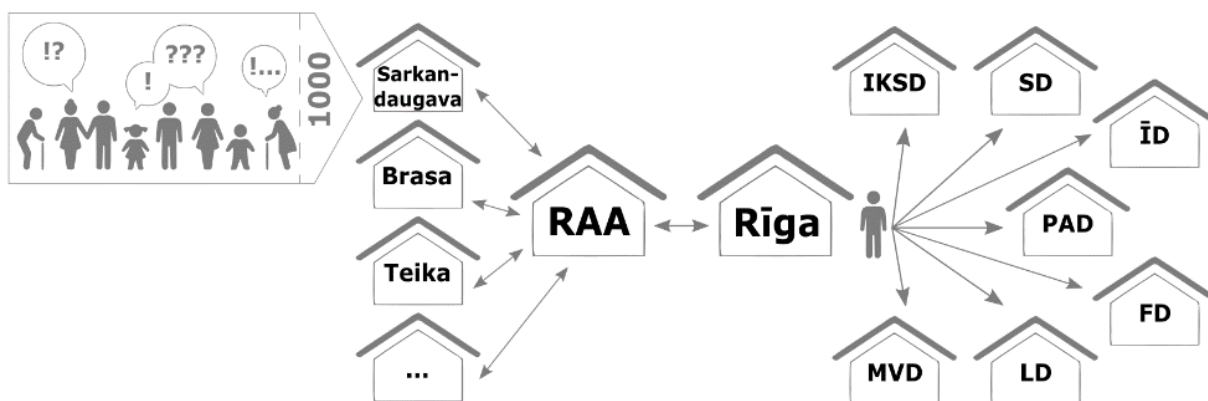 !?
!
???
!...
1000
Sarkan-
daugava
Brasa
Teika
...
RAA
Rīga
IKSD
SD
ĪD
PAD
FD
LD
MVD